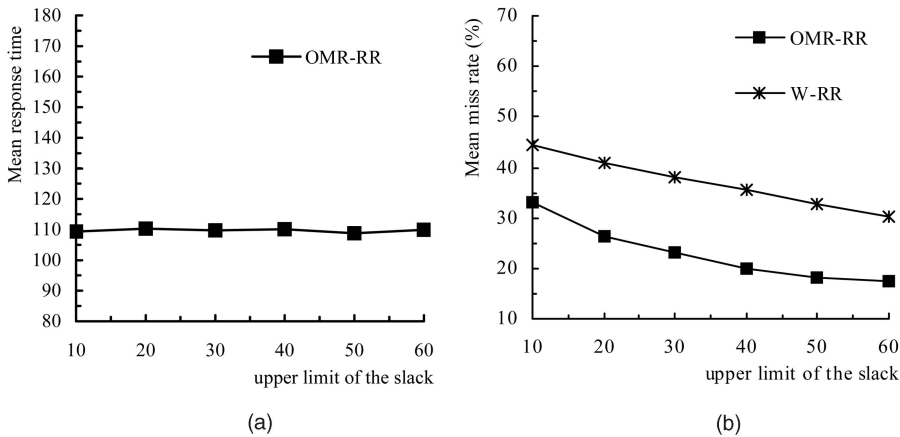 Mean response time
180
170
160
150
140
130
120
110
100
90
80
OMR-RR
10 20 30 40 50 60
upper limit of the slack
(a)
Mean miss rate (%)
70
60
50
40
30
20
10
OMR-RR
W-RR
10 20 30 40 50 60
upper limit of the slack
(b)